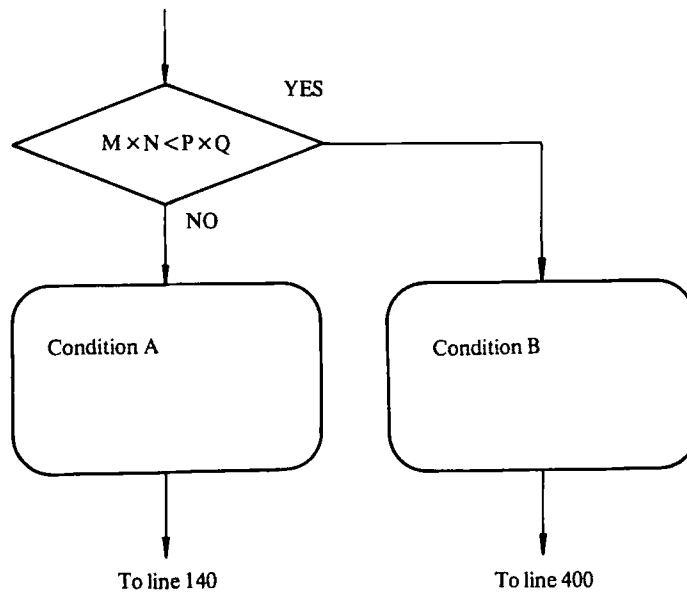 YES
M × N < P × Q
NO
Condition A
Condition B
To line 140
To line 400